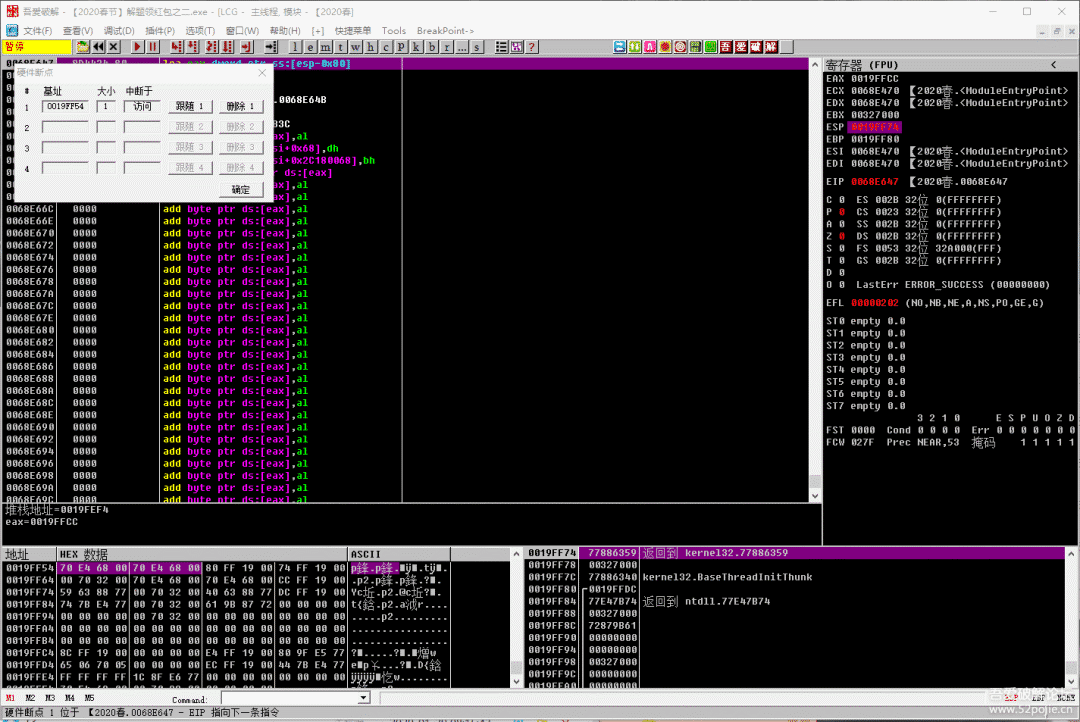 吾爱破解 - 【2020春节】解题领红包之二.exe - [LCG - 主线程, 模块 - 【2020春]
文件(F) 查看(V) 调试(D) 插件(P) 选项(T) 窗口(W) 帮助(H) [+] 快捷菜单 Tools BreakPoint->
暂停
l e m t w h c p k b r ... s
吾 爱 破 解
lea eax,dword ptr ss:[esp-0x80]
硬件断点
# 基址 大小 中断于
1 0019FF54 1 访问 跟随 1 删除 1
2 跟随 2 删除 2
3 跟随 3 删除 3
4 跟随 4 删除 4
确定
.0068E64B
si+0x68],dh
si+0x2C180068],bh
r ds:[eax]
0068E66C 0000 add byte ptr ds:[eax],al
0068E66E 0000 add byte ptr ds:[eax],al
0068E670 0000 add byte ptr ds:[eax],al
0068E672 0000 add byte ptr ds:[eax],al
0068E674 0000 add byte ptr ds:[eax],al
0068E676 0000 add byte ptr ds:[eax],al
0068E678 0000 add byte ptr ds:[eax],al
0068E67A 0000 add byte ptr ds:[eax],al
0068E67C 0000 add byte ptr ds:[eax],al
0068E67E 0000 add byte ptr ds:[eax],al
0068E680 0000 add byte ptr ds:[eax],al
0068E682 0000 add byte ptr ds:[eax],al
0068E684 0000 add byte ptr ds:[eax],al
0068E686 0000 add byte ptr ds:[eax],al
0068E688 0000 add byte ptr ds:[eax],al
0068E68A 0000 add byte ptr ds:[eax],al
0068E68C 0000 add byte ptr ds:[eax],al
0068E68E 0000 add byte ptr ds:[eax],al
0068E690 0000 add byte ptr ds:[eax],al
0068E692 0000 add byte ptr ds:[eax],al
0068E694 0000 add byte ptr ds:[eax],al
0068E696 0000 add byte ptr ds:[eax],al
0068E698 0000 add byte ptr ds:[eax],al
0068E69A 0000 add byte ptr ds:[eax],al
0068E69C 0000 add byte ptr ds:[eax],al
堆栈地址=0019FEF4
eax=0019FFCC
寄存器 (FPU) <
EAX 0019FFCC
ECX 0068E470 【2020春.<ModuleEntryPoint>
EDX 0068E470 【2020春.<ModuleEntryPoint>
EBX 00327000
ESP 0019FF74
EBP 0019FF80
ESI 0068E470 【2020春.<ModuleEntryPoint>
EDI 0068E470 【2020春.<ModuleEntryPoint>
EIP 0068E647 【2020春.0068E647
C 0 ES 002B 32位 0(FFFFFFFF)
P 0 CS 0023 32位 0(FFFFFFFF)
A 0 SS 002B 32位 0(FFFFFFFF)
Z 0 DS 002B 32位 0(FFFFFFFF)
S 0 FS 0053 32位 32A000(FFF)
T 0 GS 002B 32位 0(FFFFFFFF)
D 0
O 0 LastErr ERROR_SUCCESS (00000000)
EFL 00000202 (NO,NB,NE,A,NS,PO,GE,G)
ST0 empty 0.0
ST1 empty 0.0
ST2 empty 0.0
ST3 empty 0.0
ST4 empty 0.0
ST5 empty 0.0
ST6 empty 0.0
ST7 empty 0.0
3 2 1 0 E S P U O Z D
FST 0000 Cond 0 0 0 0 Err 0 0 0 0 0 0 0
FCW 027F Prec NEAR,53 掩码 1 1 1 1 1
地址 HEX 数据 ASCII
0019FF54 70 E4 68 00 70 E4 68 00 80 FF 19 00 74 FF 19 00
0019FF64 00 70 32 00 70 E4 68 00 70 E4 68 00 CC FF 19 00
0019FF74 59 63 88 77 00 70 32 00 40 63 88 77 DC FF 19 00
0019FF84 74 7B E4 77 00 70 32 00 61 9B 87 72 00 00 00 00
0019FF94 00 00 00 00 00 70 32 00 00 00 00 00 00 00 00 00
0019FFA4 00 00 00 00 00 00 00 00 00 00 00 00 00 00 00 00
0019FFB4 00 00 00 00 00 00 00 00 00 00 00 00 00 00 00 00
0019FFC4 8C FF 19 00 00 00 00 00 E4 FF 19 00 80 9F E5 77
0019FFD4 65 06 70 05 00 00 00 00 EC FF 19 00 44 7B E4 77
0019FFE4 FF FF FF FF 1C 8F E6 77 00 00 00 00 00 00 00 00
0019FF74 77886359 返回到 kernel32.77886359
0019FF78 00327000
0019FF7C 77886340 kernel32.BaseThreadInitThunk
0019FF80 0019FFDC
0019FF84 77E47B74 返回到 ntdll.77E47B74
0019FF88 00327000
0019FF8C 72879B61
0019FF90 00000000
0019FF94 00000000
0019FF98 00327000
0019FF9C 00000000
0019FFA0 00000000
M1 M2 M3 M4 M5 Command: ESP NONE
硬件断点 1 位于 【2020春.0068E647 - EIP 指向下一条指令
吾爱破解论坛
www.52pojie.cn